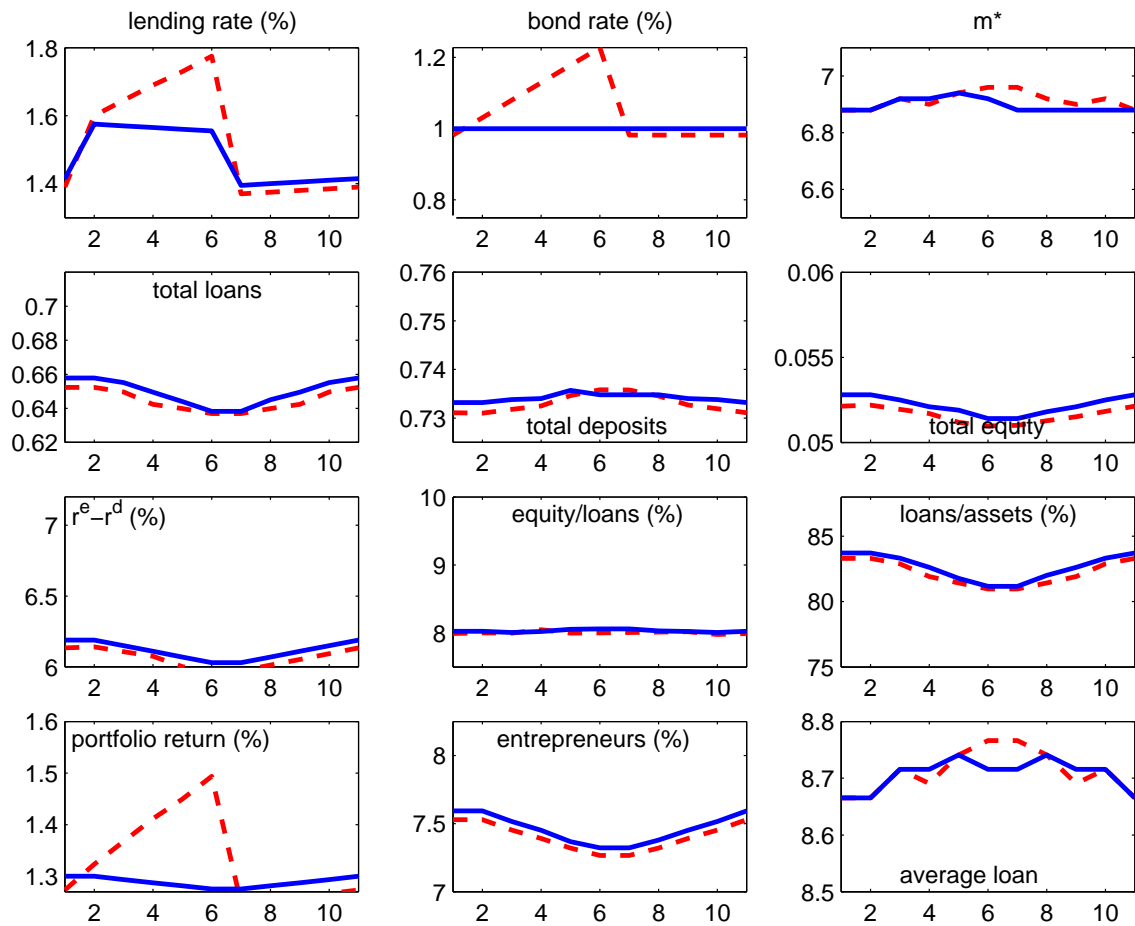 lending rate (%)
1.8
1.6
1.4
2 4 6 8 10
bond rate (%)
1.2
1
0.8
2 4 6 8 10
m*
7
6.8
6.6
2 4 6 8 10
total loans
0.7
0.68
0.66
0.64
0.62
2 4 6 8 10
0.76
0.75
0.74
0.73
total deposits
2 4 6 8 10
0.06
0.055
0.05
total equity
2 4 6 8 10
r^e−r^d (%)
7
6.5
6
2 4 6 8 10
equity/loans (%)
10
9
8
7
2 4 6 8 10
loans/assets (%)
85
80
75
2 4 6 8 10
portfolio return (%)
1.6
1.5
1.4
1.3
2 4 6 8 10
entrepreneurs (%)
8
7.5
7
2 4 6 8 10
8.8
8.7
8.6
8.5
average loan
2 4 6 8 10